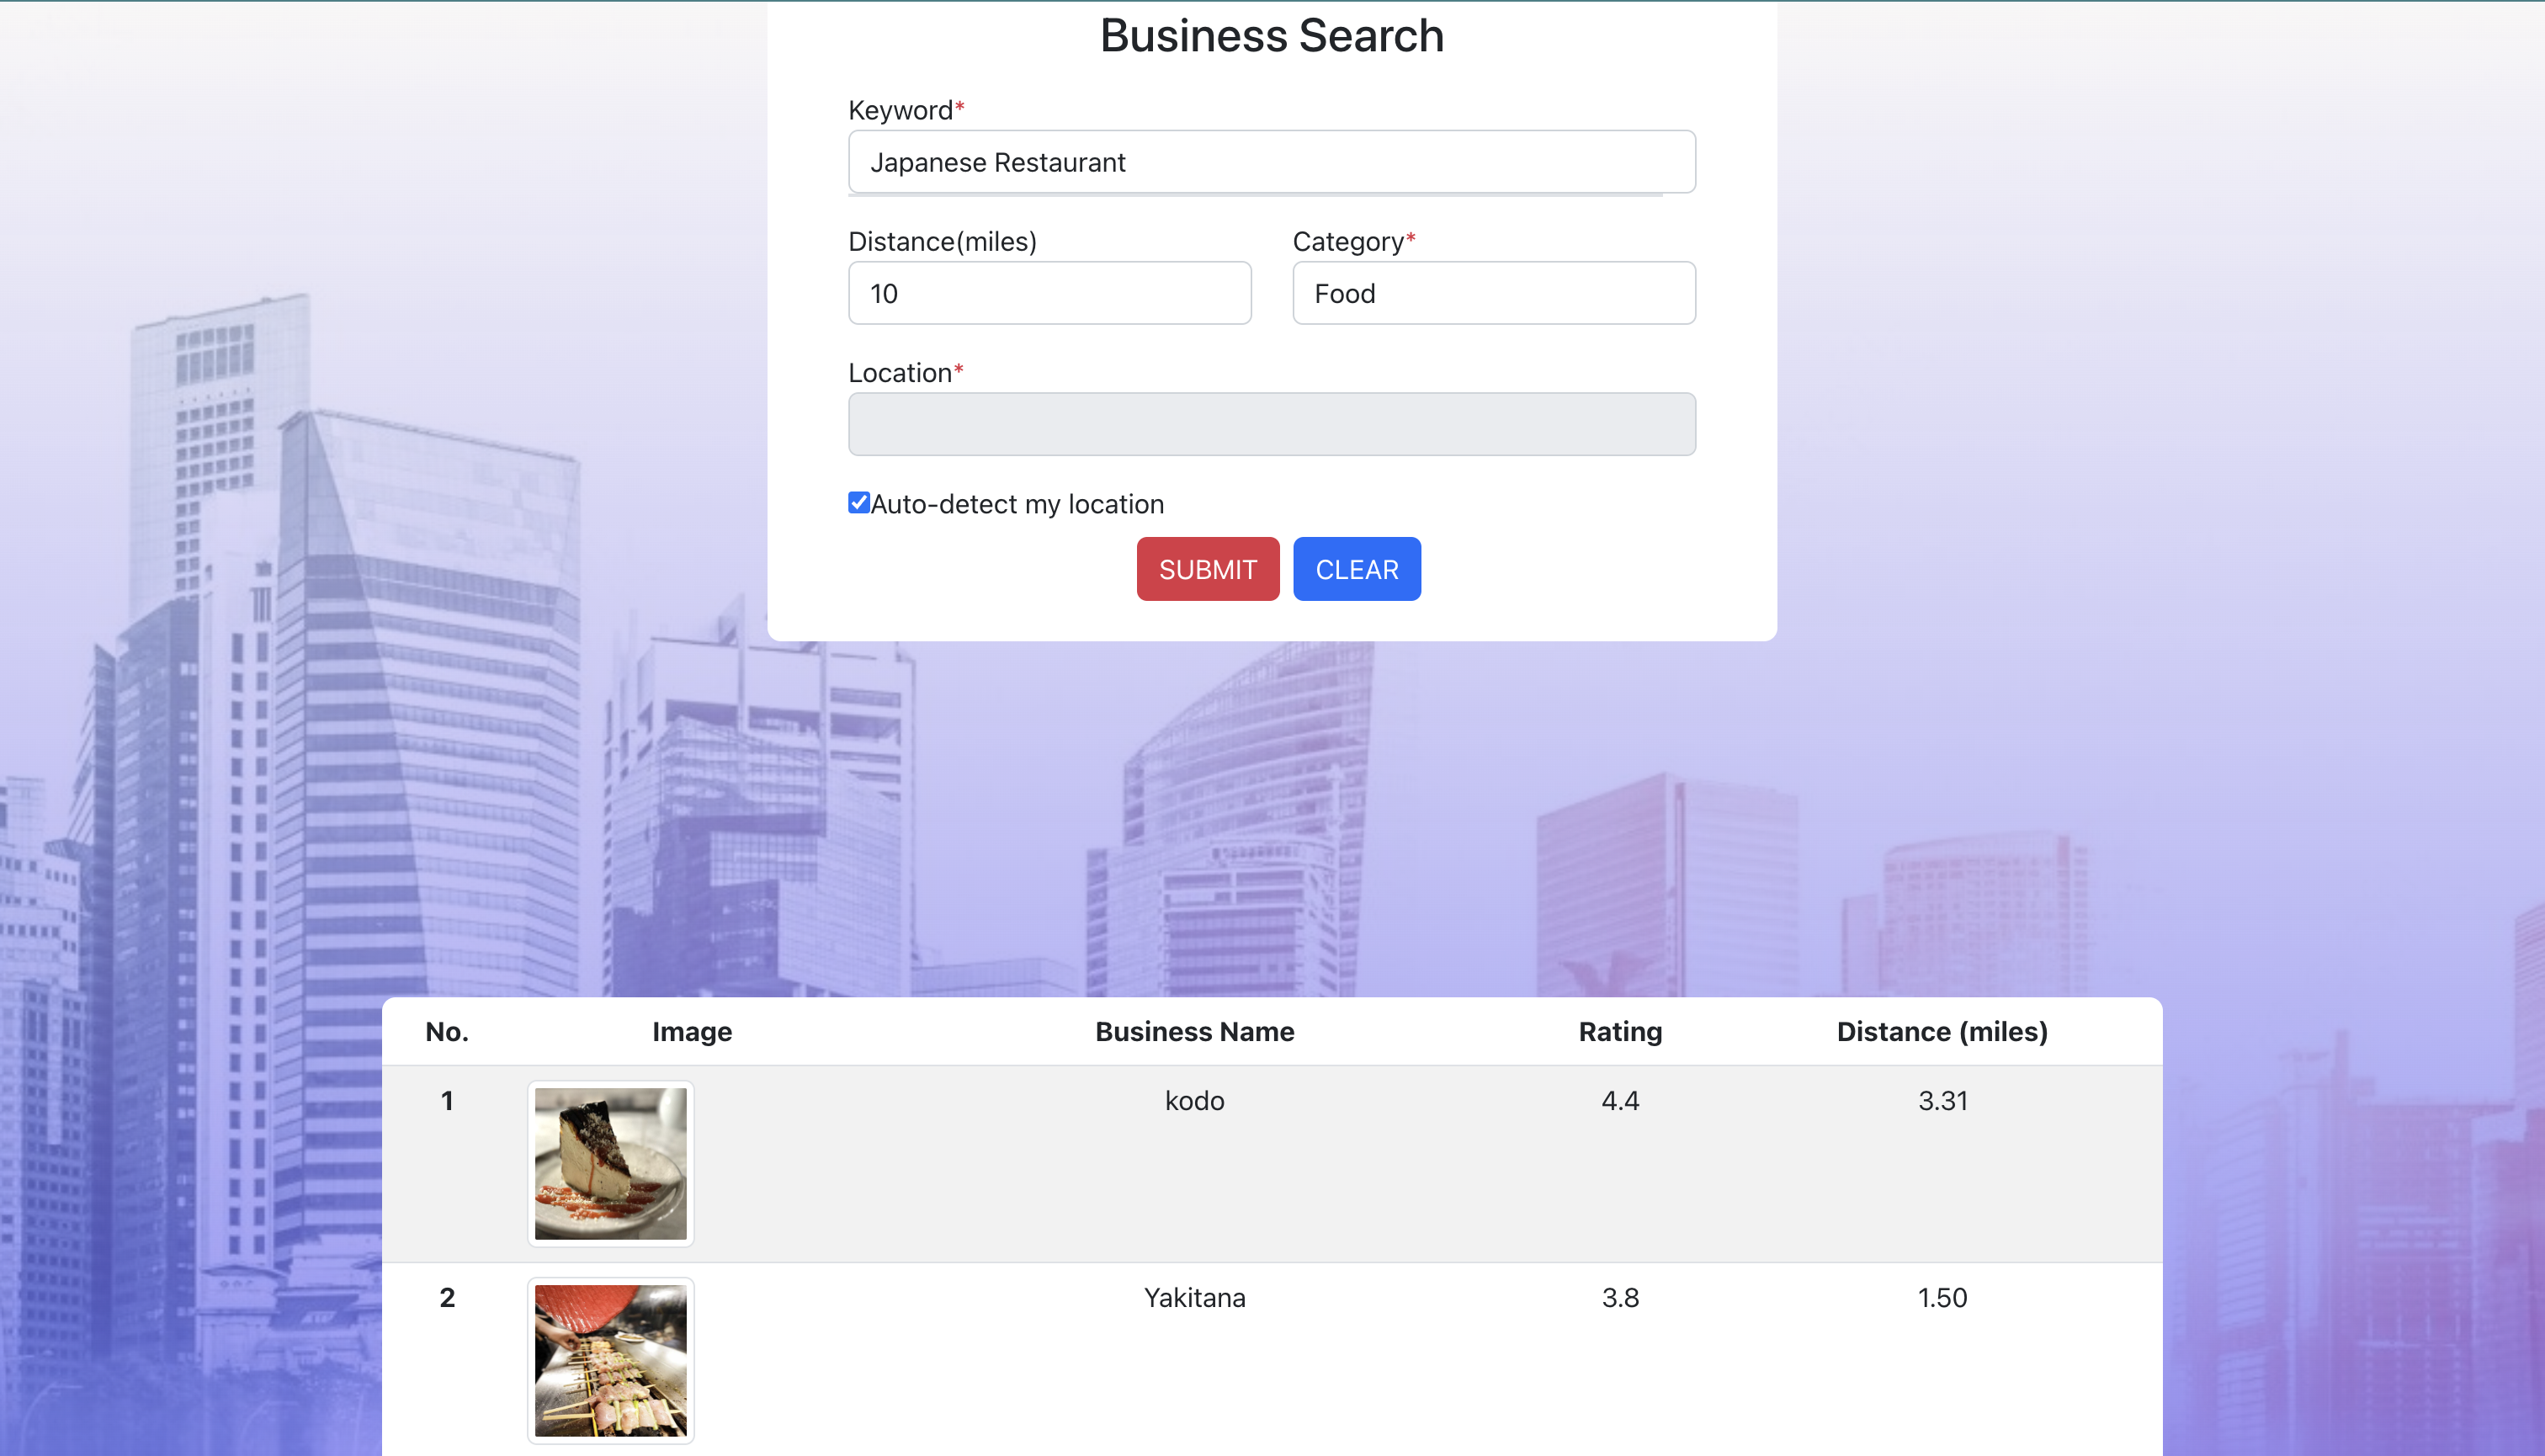 Business Search
Keyword*
Japanese Restaurant
Distance(miles) Category*
10 Food
Location*
Auto-detect my location
SUBMIT CLEAR
No. Image Business Name Rating Distance (miles)
1 kodo 4.4 3.31
2 Yakitana 3.8 1.50